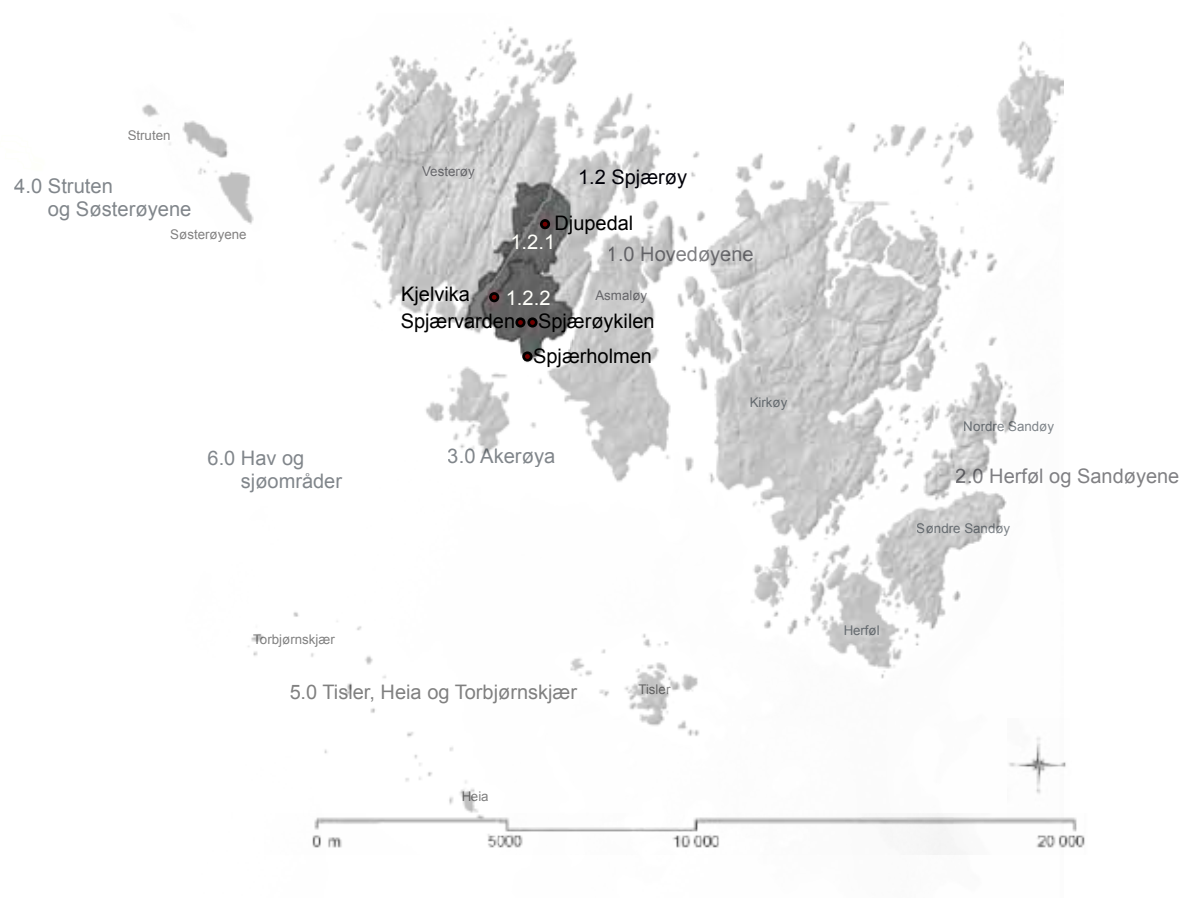 Struten
4.0 Struten
og Søsterøyene
Søsterøyene
Vesterøy
1.2 Spjærøy
Djupedal
1.2.1
1.0 Hovedøyene
Kjelvika
1.2.2
Asmaløy
Spjærvarden
Spjærøykilen
Spjærholmen
Kirkøy
Nordre Sandøy
6.0 Hav og
sjøområder
3.0 Akerøya
2.0 Herføl og Sandøyene
Søndre Sandøy
Herføl
Torbjørnskjær
5.0 Tisler, Heia og Torbjørnskjær
Tisler
Heia
0 m 5000 10 000 20 000